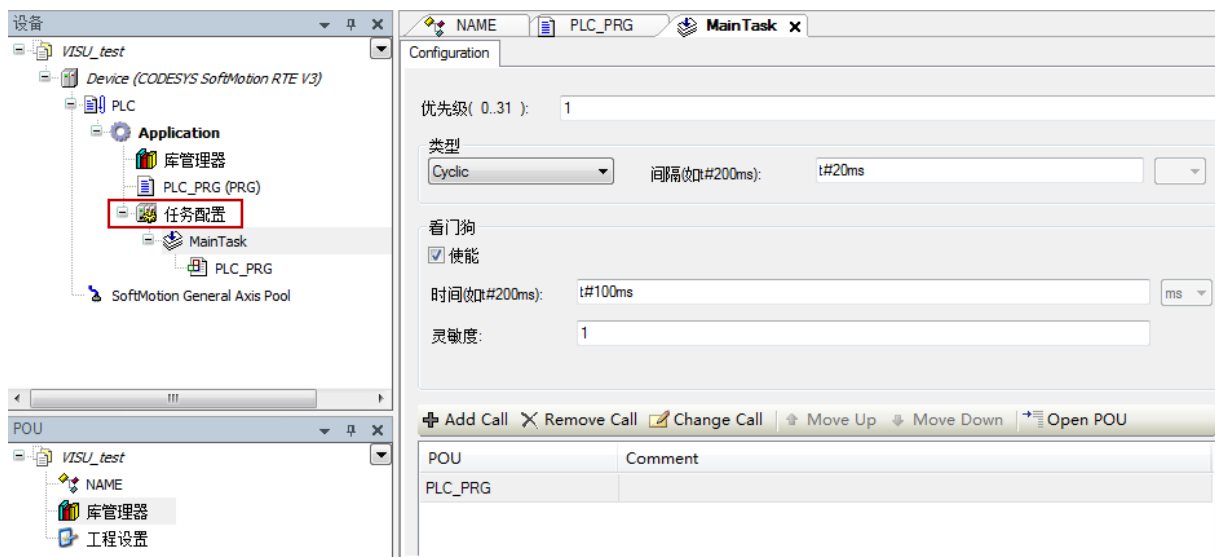 设备
VISU_test
Device (CODESYS SoftMotion RTE V3)
PLC
Application
库管理器
PLC_PRG (PRG)
任务配置
MainTask
PLC_PRG
SoftMotion General Axis Pool
POU
VISU_test
NAME
库管理器
工程设置
NAME PLC_PRG MainTask
Configuration
优先级( 0..31 ): 1
类型
Cyclic 间隔(如t#200ms): t#20ms
看门狗
使能
时间(如t#200ms): t#100ms ms
灵敏度: 1
Add Call Remove Call Change Call Move Up Move Down Open POU
POU Comment
PLC_PRG